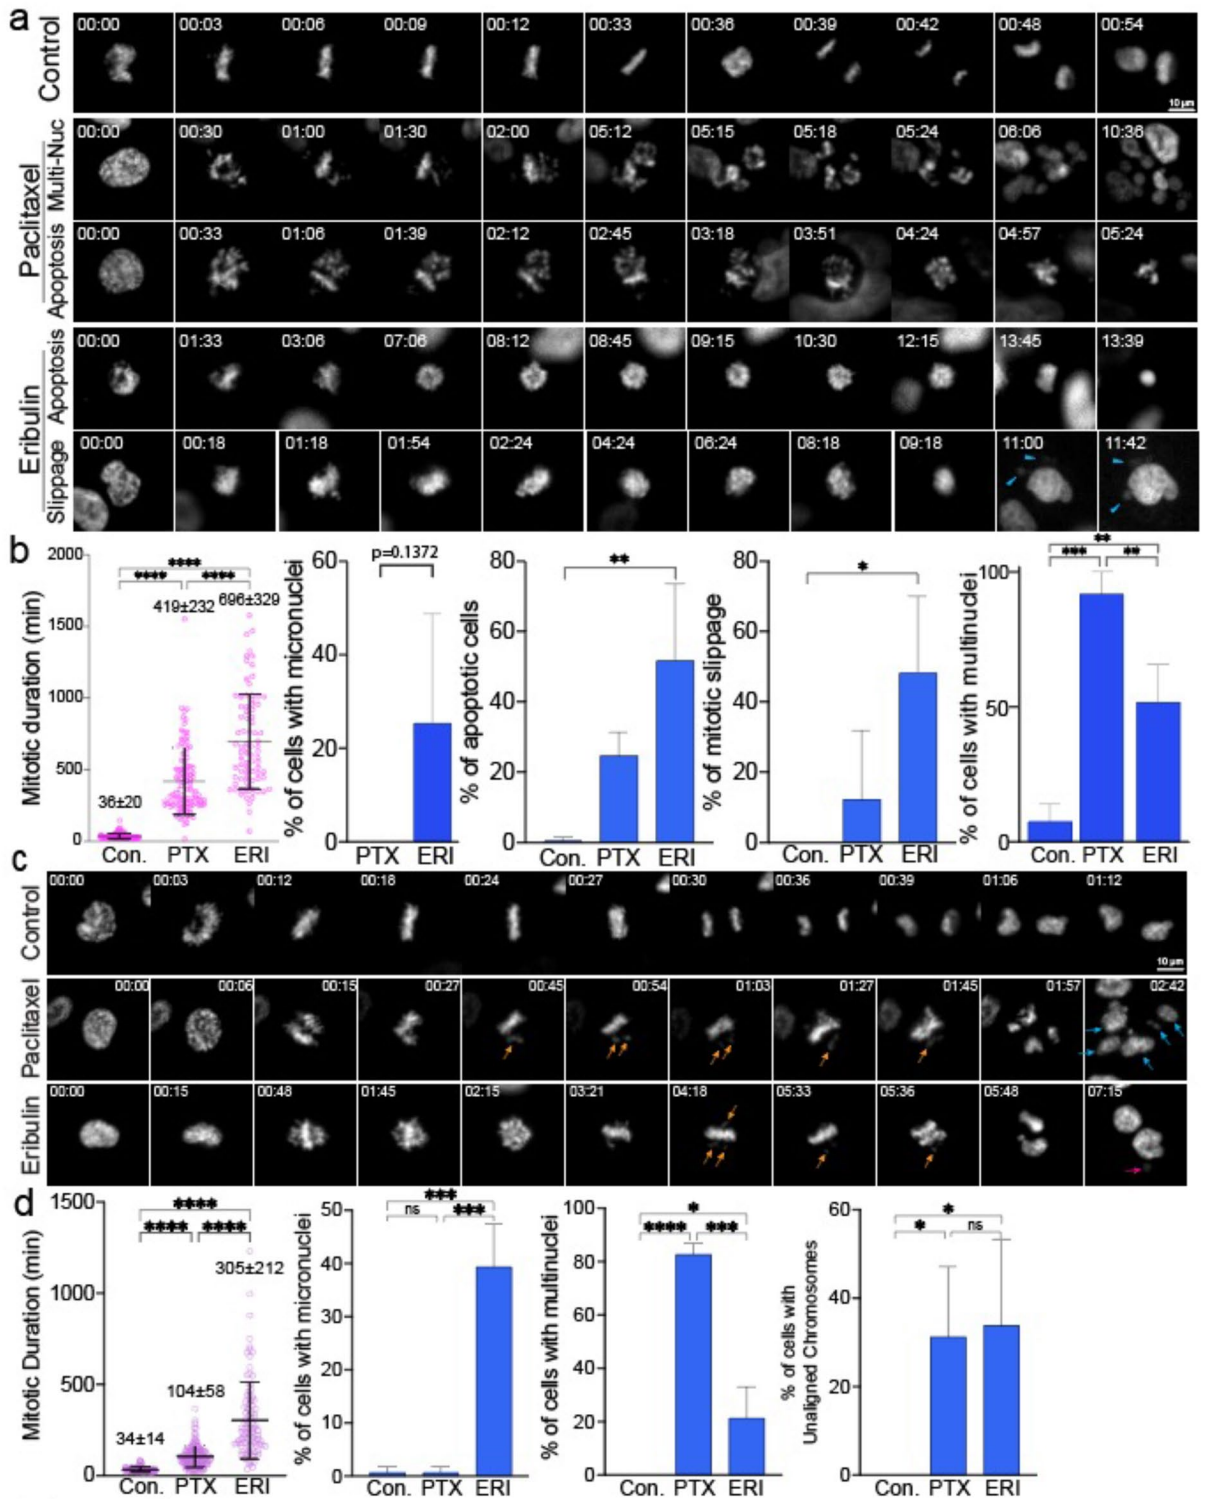 a
Control
00:00 00:03 00:06 00:09 00:12 00:33 00:36 00:39 00:42 00:48 00:54
10 µm
Paclitaxel
Multi-Nuc
00:00 00:30 01:00 01:30 02:00 05:12 05:15 05:18 05:24 06:06 10:36
Apoptosis
00:00 00:33 01:06 01:39 02:12 02:45 03:18 03:51 04:24 04:57 05:24
Eribulin
Apoptosis
00:00 01:33 03:06 07:06 08:12 08:45 09:15 10:30 12:15 13:45 13:39
Slippage
00:00 00:18 01:18 01:54 02:24 04:24 06:24 08:18 09:18 11:00 11:42
b
Mitotic duration (min)
2000
1500
1000
500
0
****
**** ****
419±232 696±329
36±20
Con. PTX ERI
% of cells with micronuclei
60
40
20
0
p=0.1372
PTX ERI
% of apoptotic cells
80
60
40
20
0
**
Con. PTX ERI
% of mitotic slippage
80
60
40
20
0
*
Con. PTX ERI
% of cells with multinuclei
100
50
0
**
*** **
Con. PTX ERI
c
Control
00:00 00:03 00:12 00:18 00:24 00:27 00:30 00:36 00:39 01:06 01:12
10 µm
Paclitaxel
00:00 00:06 00:15 00:27 00:45 00:54 01:03 01:27 01:45 01:57 02:42
Eribulin
00:00 00:15 00:48 01:45 02:15 03:21 04:18 05:33 05:36 05:48 07:15
d
Mitotic Duration (min)
1500
1000
500
0
****
**** ****
305±212
104±58
34±14
Con. PTX ERI
% of cells with micronuclei
50
40
30
20
10
0
***
ns ***
Con. PTX ERI
% of cells with multinuclei
100
80
60
40
20
0
*
**** ***
Con. PTX ERI
% of cells with
Unaligned Chromosomes
60
40
20
0
*
* ns
Con. PTX ERI